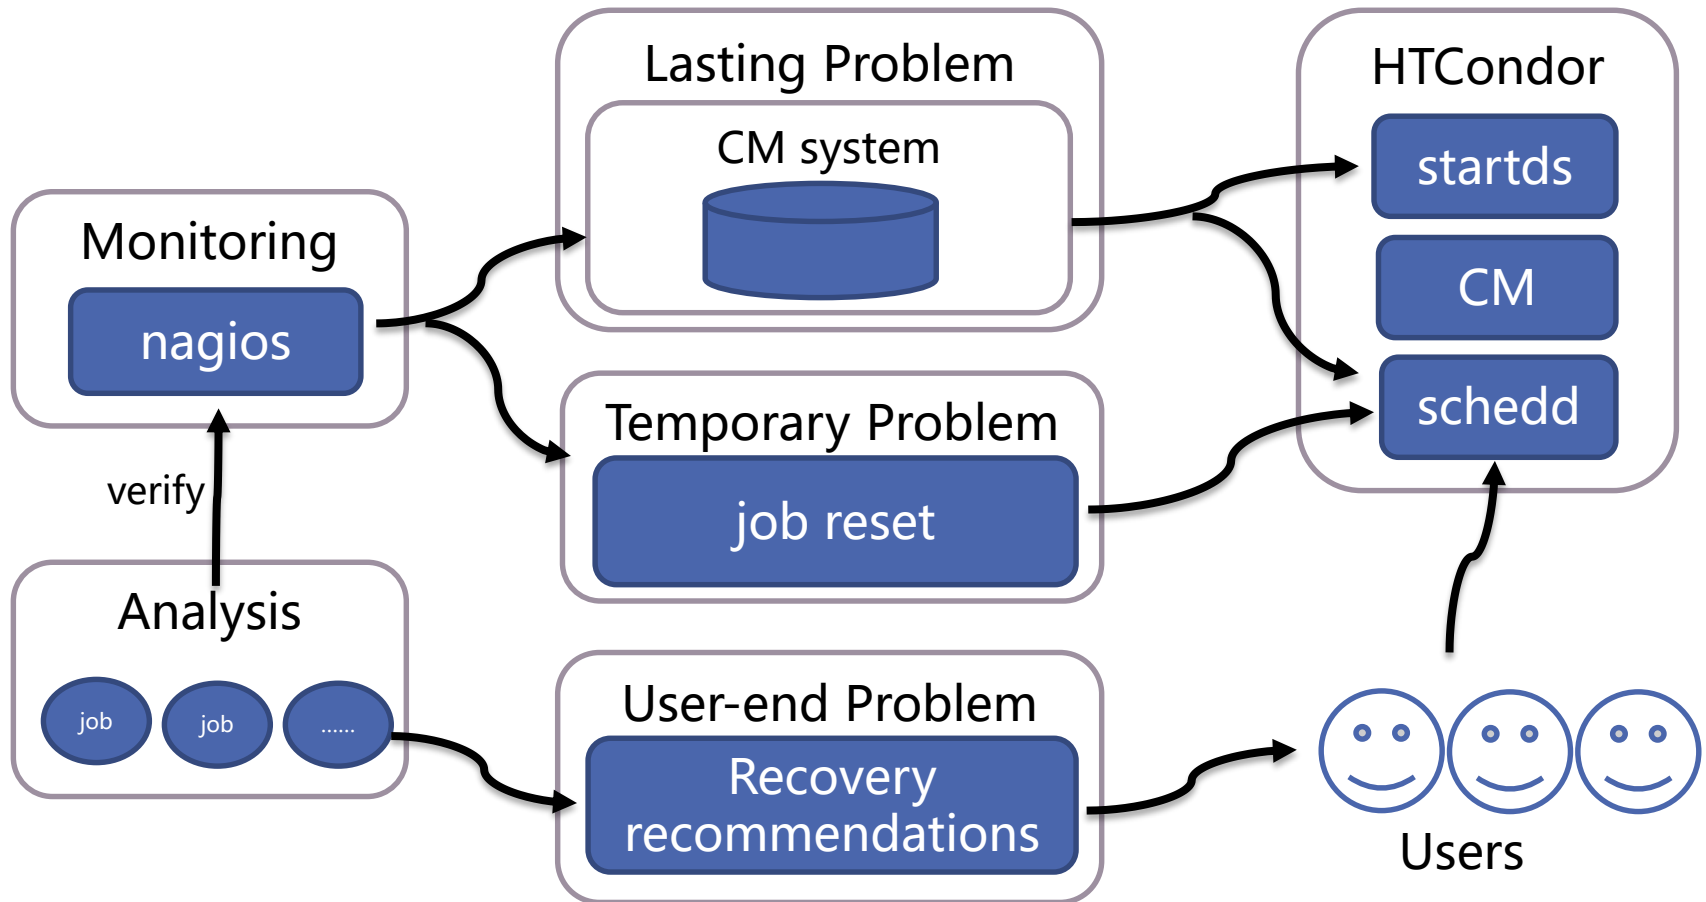 Lasting Problem
CM system
HTCondor
startds
CM
schedd
Monitoring
nagios
verify
Temporary Problem
job reset
Analysis
job
job
......
User-end Problem
Recovery
recommendations
Users